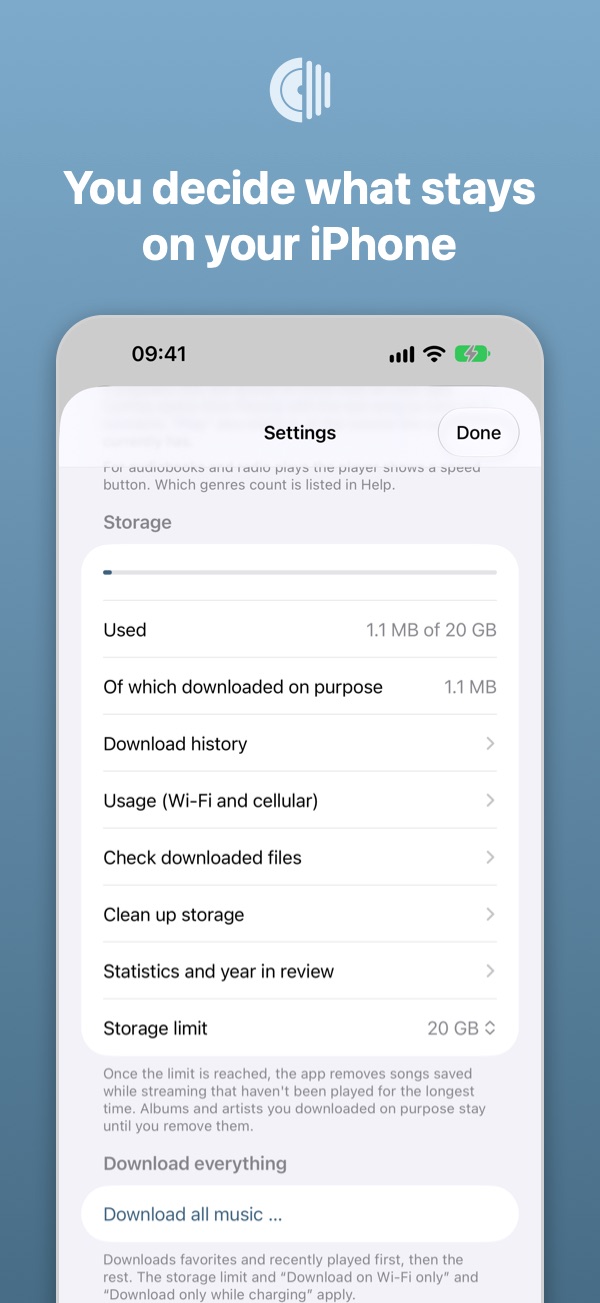 You decide what stays
on your iPhone
09:41
Settings
Done
For audiobooks and radio plays the player shows a speed
button. Which genres count is listed in Help.
Storage
Used
1.1 MB of 20 GB
Of which downloaded on purpose
1.1 MB
Download history
Usage (Wi-Fi and cellular)
Check downloaded files
Clean up storage
Statistics and year in review
Storage limit
20 GB
Once the limit is reached, the app removes songs saved
while streaming that haven't been played for the longest
time. Albums and artists you downloaded on purpose stay
until you remove them.
Download everything
Download all music ...
Downloads favorites and recently played first, then the
rest. The storage limit and “Download on Wi-Fi only” and
“Download only while charging” apply.